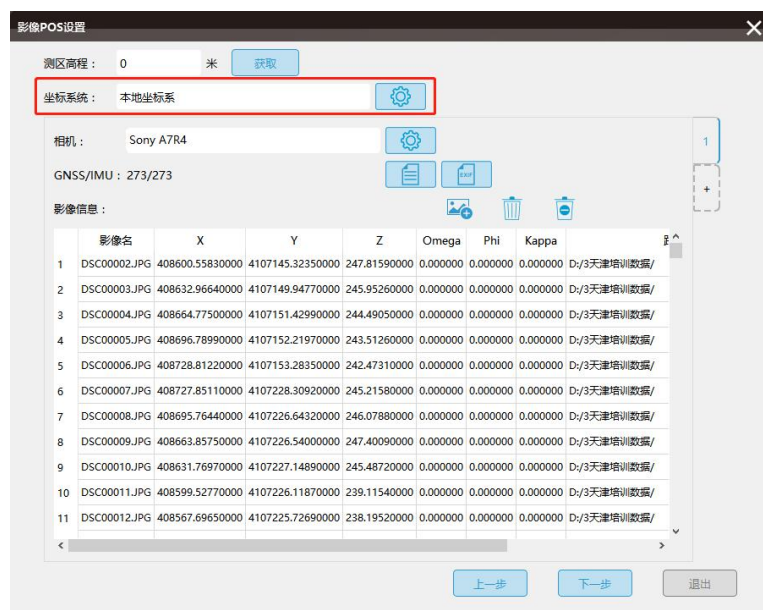 影像POS设置
测区高程： 0 米 获取
坐标系统： 本地坐标系
相机： Sony A7R4
1
GNSS/IMU：273/273
EXIF
+
影像信息：
影像名 X Y Z Omega Phi Kappa
1 DSC00002.JPG 408600.55830000 4107145.32350000 247.81590000 0.000000 0.000000 0.000000 D:/3天津培训数据/
2 DSC00003.JPG 408632.96640000 4107149.94770000 245.95260000 0.000000 0.000000 0.000000 D:/3天津培训数据/
3 DSC00004.JPG 408664.77500000 4107151.42990000 244.49050000 0.000000 0.000000 0.000000 D:/3天津培训数据/
4 DSC00005.JPG 408696.78990000 4107152.21970000 243.51260000 0.000000 0.000000 0.000000 D:/3天津培训数据/
5 DSC00006.JPG 408728.81220000 4107153.28350000 242.47310000 0.000000 0.000000 0.000000 D:/3天津培训数据/
6 DSC00007.JPG 408727.85110000 4107228.30920000 245.21580000 0.000000 0.000000 0.000000 D:/3天津培训数据/
7 DSC00008.JPG 408695.76440000 4107226.64320000 246.07880000 0.000000 0.000000 0.000000 D:/3天津培训数据/
8 DSC00009.JPG 408663.85750000 4107226.54000000 247.40090000 0.000000 0.000000 0.000000 D:/3天津培训数据/
9 DSC00010.JPG 408631.76970000 4107227.14890000 245.48720000 0.000000 0.000000 0.000000 D:/3天津培训数据/
10 DSC00011.JPG 408599.52770000 4107226.11870000 239.11540000 0.000000 0.000000 0.000000 D:/3天津培训数据/
11 DSC00012.JPG 408567.69650000 4107225.72690000 238.19520000 0.000000 0.000000 0.000000 D:/3天津培训数据/
上一步 下一步 退出